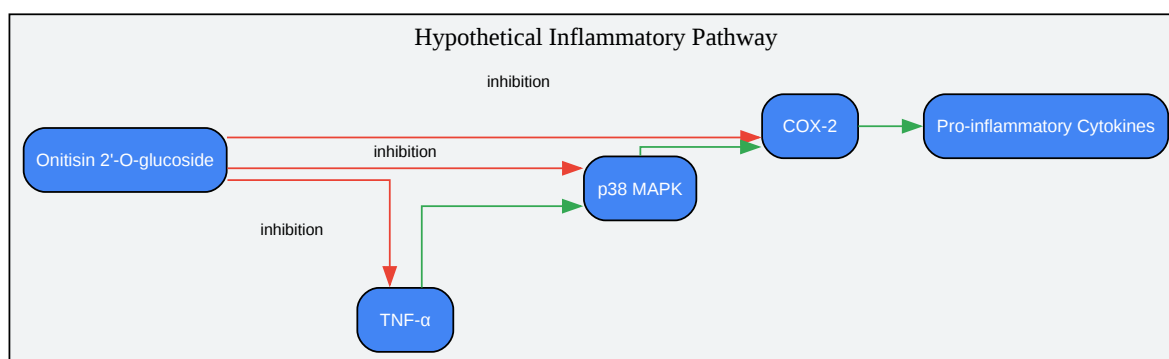 Hypothetical Inflammatory Pathway
inhibition
COX-2
Pro-inflammatory Cytokines
Onitisin 2'-O-glucoside
inhibition
p38 MAPK
inhibition
TNF-α